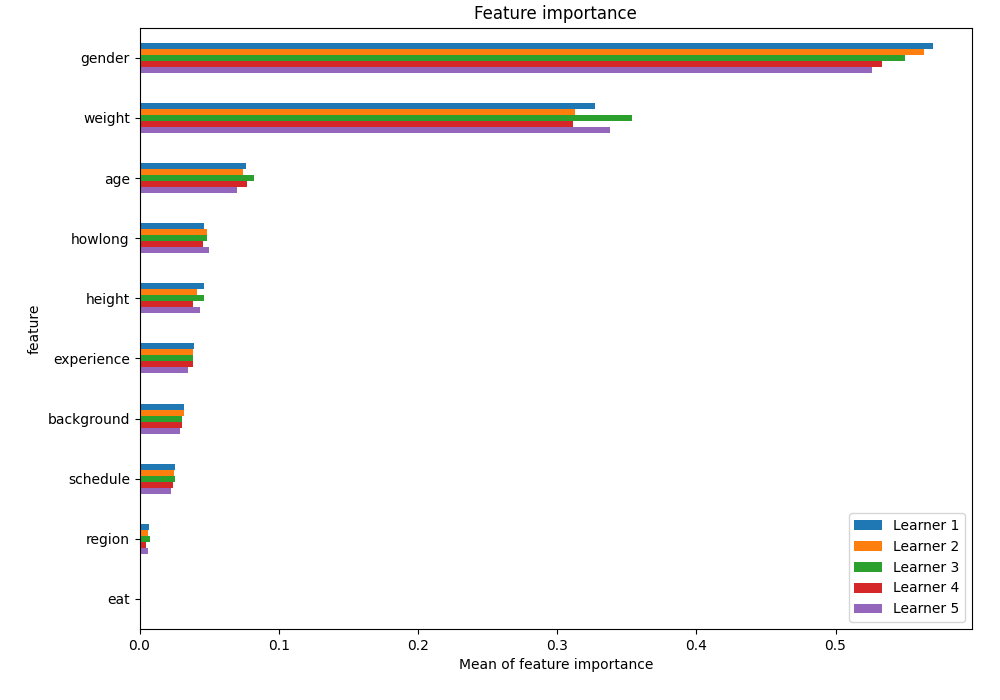 Feature importance
gender
weight
age
howlong
height
experience
background
schedule
region
eat
feature
0.0 0.1 0.2 0.3 0.4 0.5
Mean of feature importance
Learner 1
Learner 2
Learner 3
Learner 4
Learner 5